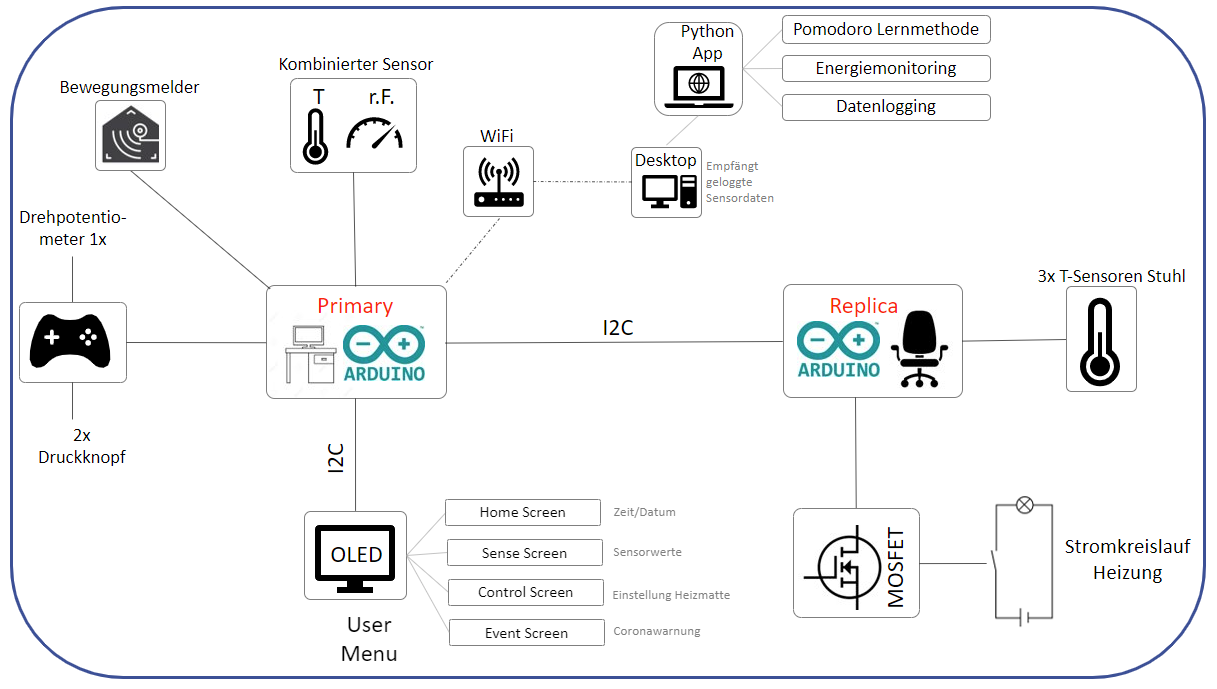 Python
App
Pomodoro Lernmethode
Energiemonitoring
Datenlogging
Kombinierter Sensor
T
r.F.
Bewegungsmelder
WiFi
Desktop
Empfängt
geloggte
Sensordaten
Drehpotentio-
meter 1x
Primary
ARDUINO
I2C
Replica
ARDUINO
3x T-Sensoren Stuhl
2x
Druckknopf
I2C
OLED
User
Menu
Home Screen
Zeit/Datum
Sense Screen
Sensorwerte
Control Screen
Einstellung Heizmatte
Event Screen
Coronawarnung
MOSFET
Stromkreislauf
Heizung